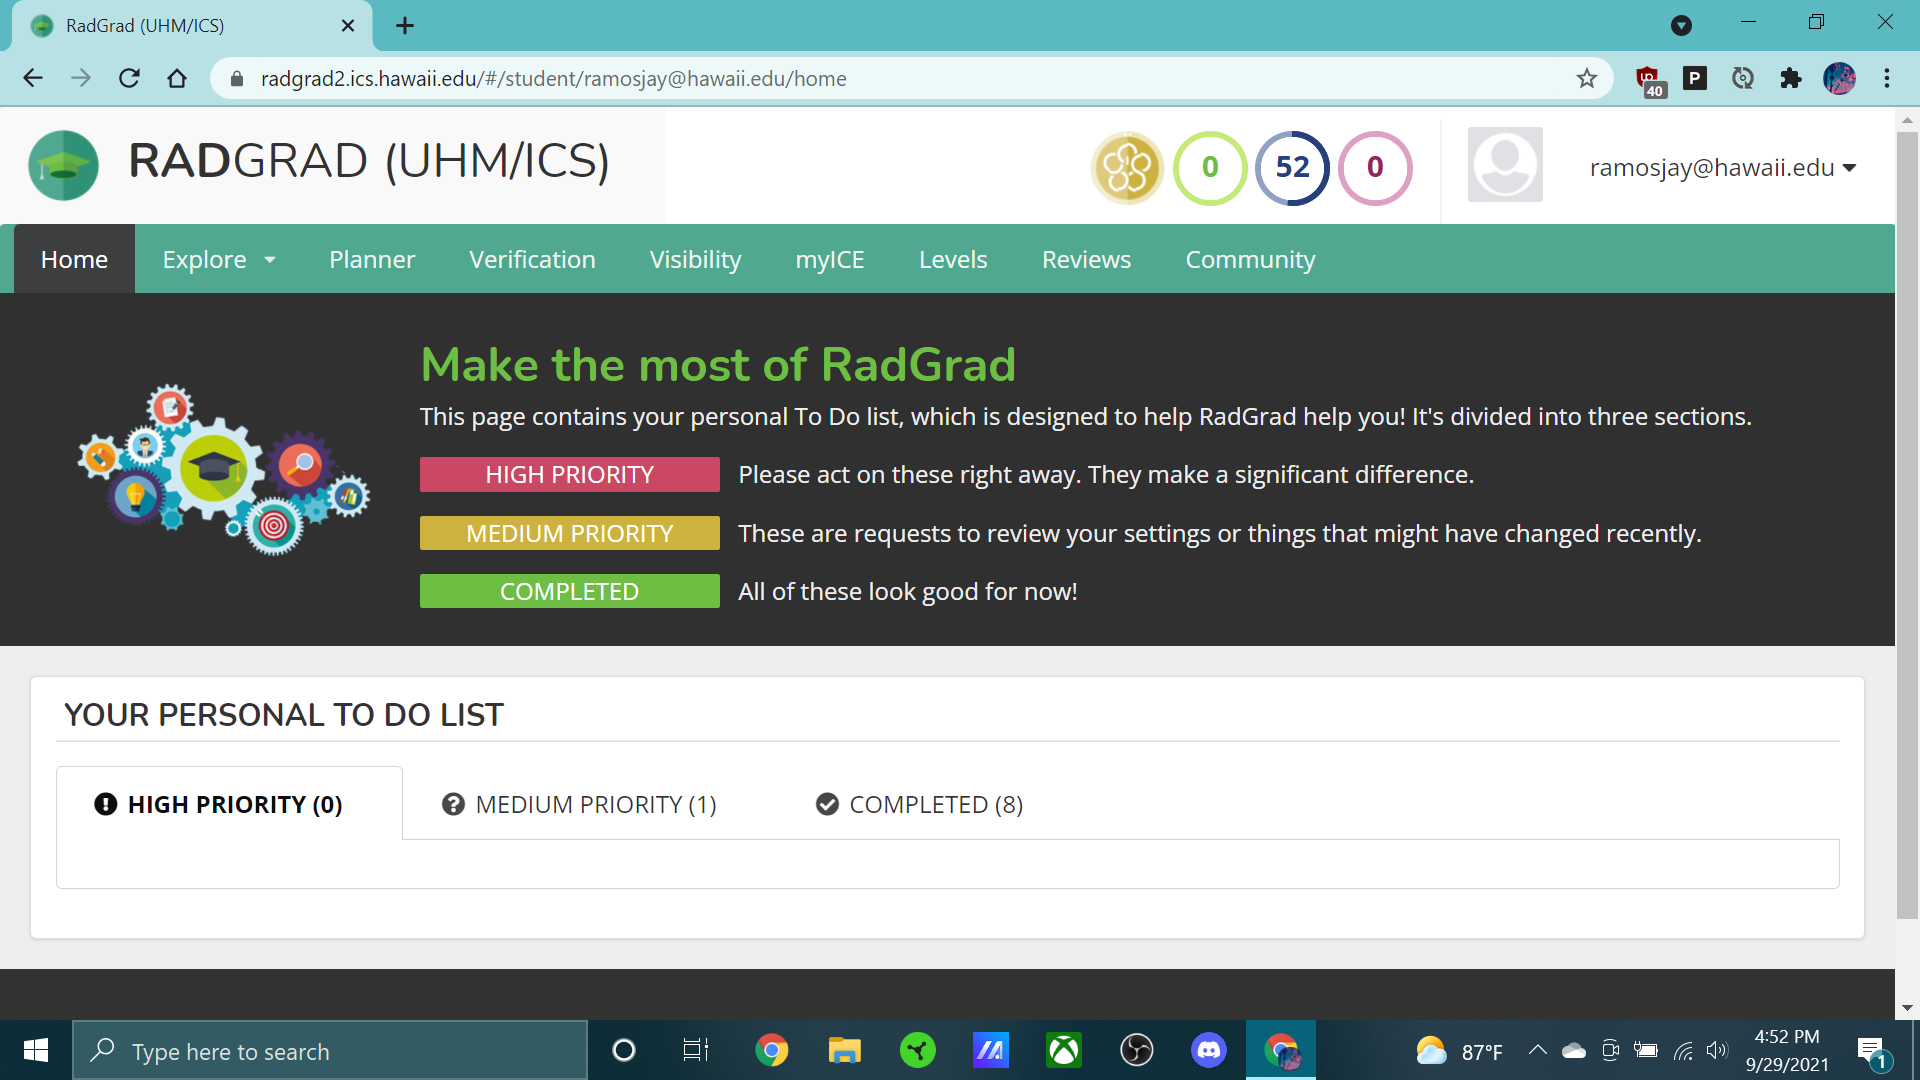 RadGrad (UHM/ICS)
radgrad2.ics.hawaii.edu/#/student/ramosjay@hawaii.edu/home
40
P
RADGRAD (UHM/ICS)
0
52
0
ramosjay@hawaii.edu
Home
Explore
Planner
Verification
Visibility
myICE
Levels
Reviews
Community
Make the most of RadGrad
This page contains your personal To Do list, which is designed to help RadGrad help you! It's divided into three sections.
HIGH PRIORITY
Please act on these right away. They make a significant difference.
MEDIUM PRIORITY
These are requests to review your settings or things that might have changed recently.
COMPLETED
All of these look good for now!
YOUR PERSONAL TO DO LIST
HIGH PRIORITY (0)
MEDIUM PRIORITY (1)
COMPLETED (8)
Type here to search
87°F
4:52 PM
9/29/2021
1